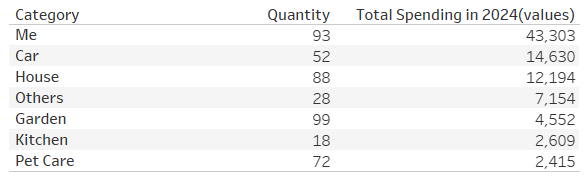 Category Quantity Total Spending in 2024(values)
Me 93 43,303
Car 52 14,630
House 88 12,194
Others 28 7,154
Garden 99 4,552
Kitchen 18 2,609
Pet Care 72 2,415